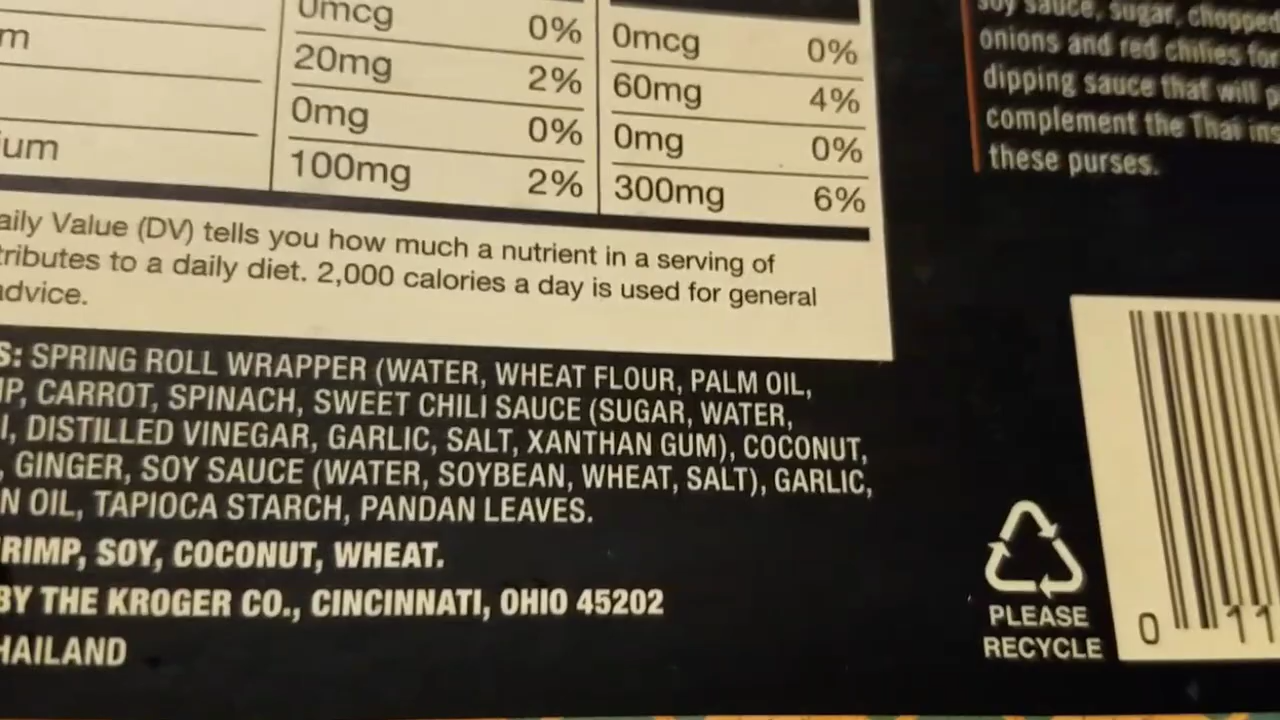 0mcg 0% 0mcg 0%
m 20mg 2% 60mg 4%
0mg 0% 0mg 0%
ium 100mg 2% 300mg 6%
aily Value (DV) tells you how much a nutrient in a serving of
tributes to a daily diet. 2,000 calories a day is used for general
advice.
S: SPRING ROLL WRAPPER (WATER, WHEAT FLOUR, PALM OIL,
P, CARROT, SPINACH, SWEET CHILI SAUCE (SUGAR, WATER,
I, DISTILLED VINEGAR, GARLIC, SALT, XANTHAN GUM), COCONUT,
, GINGER, SOY SAUCE (WATER, SOYBEAN, WHEAT, SALT), GARLIC,
N OIL, TAPIOCA STARCH, PANDAN LEAVES.
RIMP, SOY, COCONUT, WHEAT.
BY THE KROGER CO., CINCINNATI, OHIO 45202
HAILAND
soy sauce, sugar, chopped
onions and red chilies for
dipping sauce that will p
complement the Thai ins
these purses.
PLEASE
RECYCLE
0 11